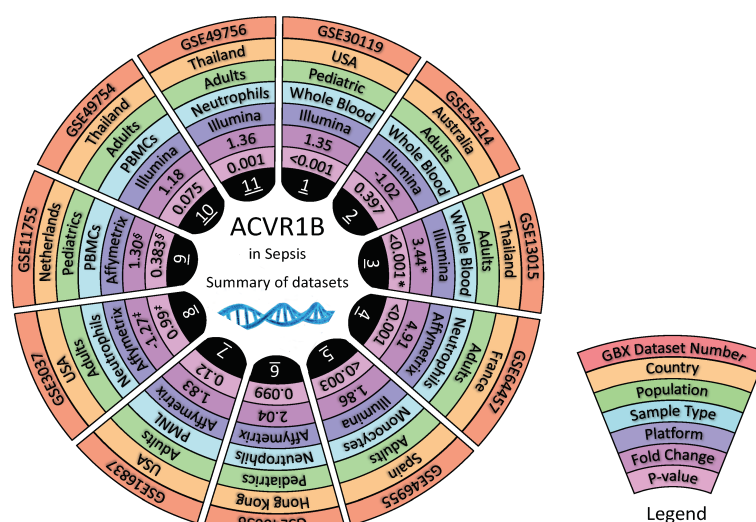 GSE30119
USA
Pediatric
Whole Blood
Illumina
1.35
<0.001
1
GSE54514
Australia
Adults
Whole Blood
Illumina
-1.02
0.397
2
GSE13015
Thailand
Adults
Whole Blood
Illumina
3.44*
<0.001*
3
GSE64457
France
Adults
Neutrophils
Affymetrix
4.91
<0.001
4
GSE46955
Spain
Adults
Monocytes
Illumina
1.86
<0.003
5
Hong Kong
Pediatrics
Neutrophils
Affymetrix
2.04
0.099
6
GSE16837
USA
Adults
PMNL
Affymetrix
1.83
0.12
7
GSE3037
USA
Adults
Neutrophils
Affymetrix
-1.27‡
0.99‡
8
GSE11755
Netherlands
Pediatrics
PBMCs
Affymetrix
1.30§
0.383§
9
GSE49754
Thailand
Adults
PBMCs
Illumina
1.18
0.075
10
GSE49756
Thailand
Adults
Neutrophils
Illumina
1.36
0.001
11
ACVR1B
in Sepsis
Summary of datasets
GBX Dataset Number
Country
Population
Sample Type
Platform
Fold Change
P-value
Legend